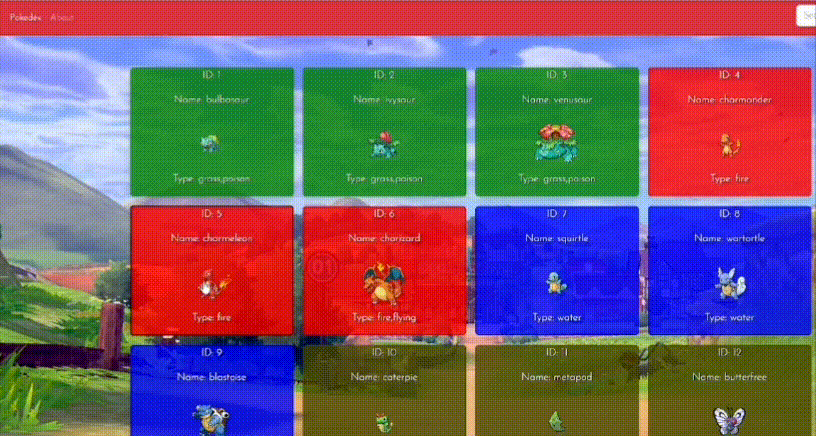 Pokedex About
ID: 1
Name: bulbasaur
Type: grass,poison
ID: 2
Name: ivysaur
Type: grass,poison
ID: 3
Name: venusaur
Type: grass,poison
ID: 4
Name: charmander
Type: fire
ID: 5
Name: charmeleon
Type: fire
ID: 6
Name: charizard
Type: fire,flying
ID: 7
Name: squirtle
Type: water
ID: 8
Name: wartortle
Type: water
ID: 9
Name: blastoise
ID: 10
Name: caterpie
ID: 11
Name: metapod
ID: 12
Name: butterfree